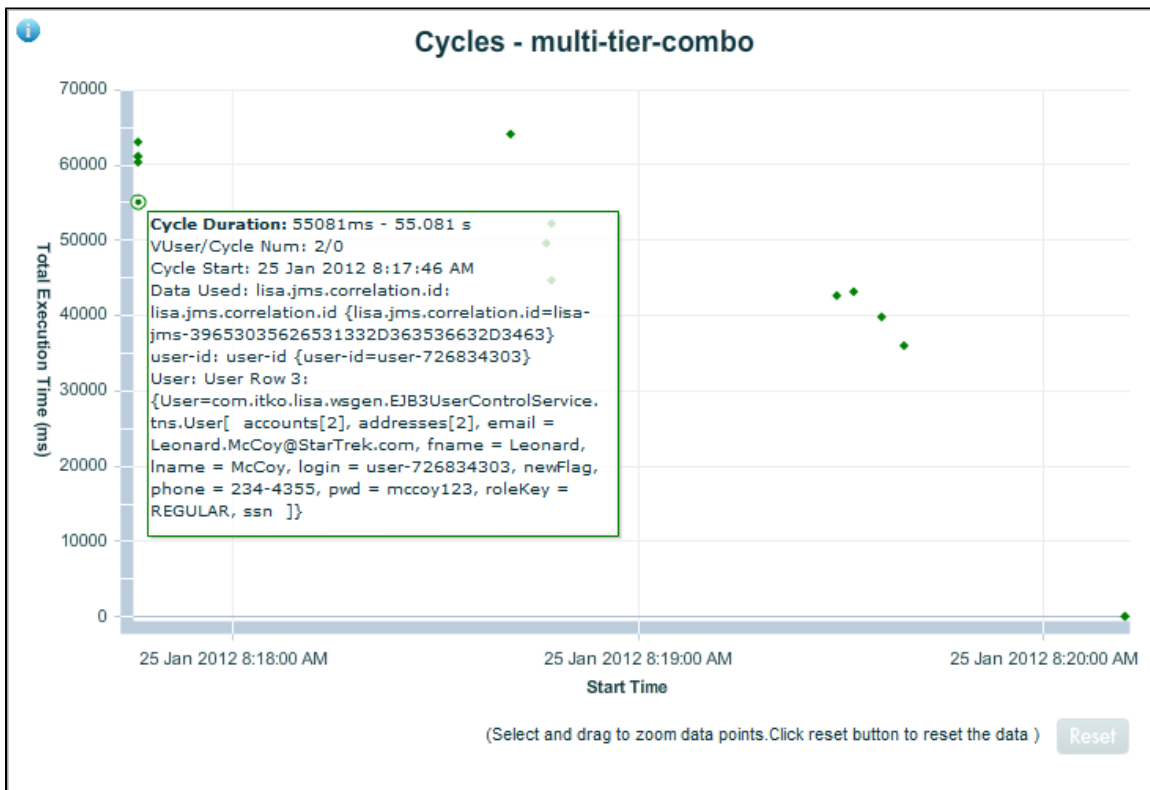 i
Cycles - multi-tier-combo
70000
60000
50000
40000
30000
20000
10000
0
Total Execution Time (ms)
Cycle Duration: 55081ms - 55.081 s
VUser/Cycle Num: 2/0
Cycle Start: 25 Jan 2012 8:17:46 AM
Data Used: lisa.jms.correlation.id:
lisa.jms.correlation.id {lisa.jms.correlation.id=lisa-
jms-39653035626531332D363536632D3463}
user-id: user-id {user-id=user-726834303}
User: User Row 3:
{User=com.itko.lisa.wsgen.EJB3UserControlService.
tns.User[  accounts[2], addresses[2], email =
Leonard.McCoy@StarTrek.com, fname = Leonard,
lname = McCoy, login = user-726834303, newFlag,
phone = 234-4355, pwd = mccoy123, roleKey =
REGULAR, ssn  ]}
25 Jan 2012 8:18:00 AM
25 Jan 2012 8:19:00 AM
25 Jan 2012 8:20:00 AM
Start Time
(Select and drag to zoom data points.Click reset button to reset the data )
Reset